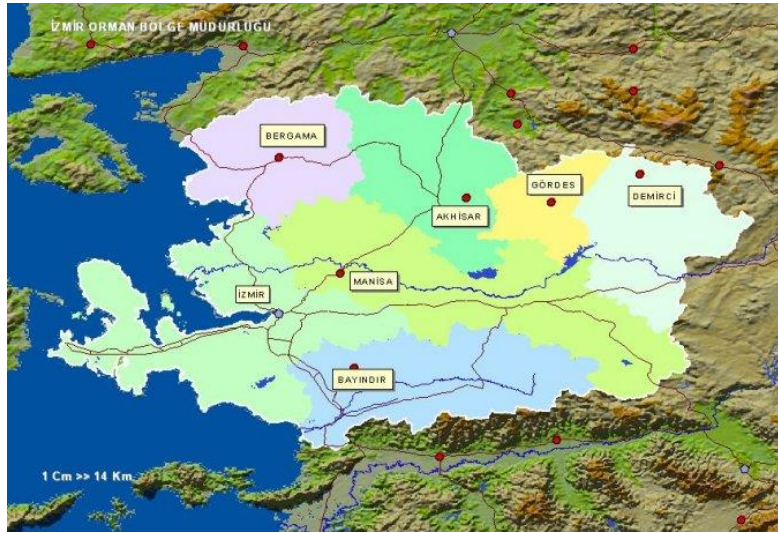 İZMİR ORMAN BÖLGE MÜDÜRLÜĞÜ
BERGAMA
GÖRDES
DEMİRCİ
AKHİSAR
MANİSA
İZMİR
BAYINDIR
1 Cm >> 14 Km